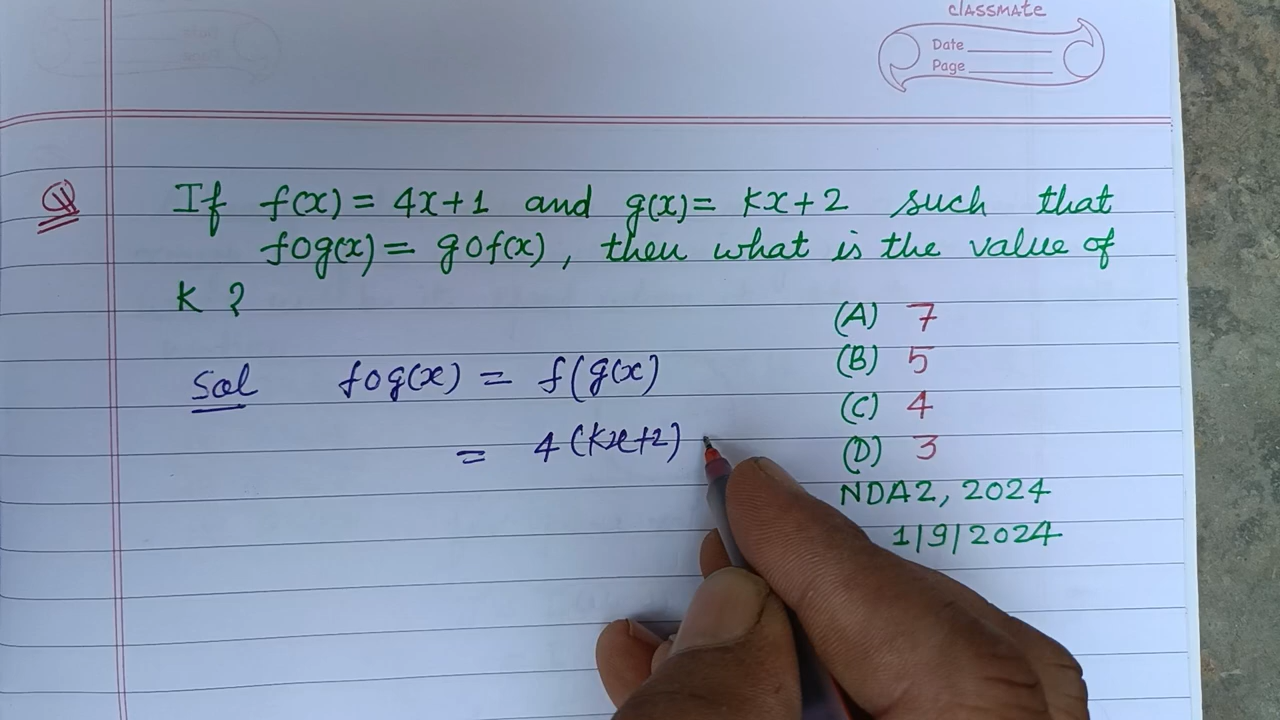 classmate
Date
Page
Q If f(x) = 4x+1 and g(x) = kx+2 such that
fog(x) = gof(x), then what is the value of
k ?
(A) 7
(B) 5
(C) 4
(D) 3
NDA2, 2024
1/9/2024
Sol fog(x) = f(g(x)
= 4(kx+2)